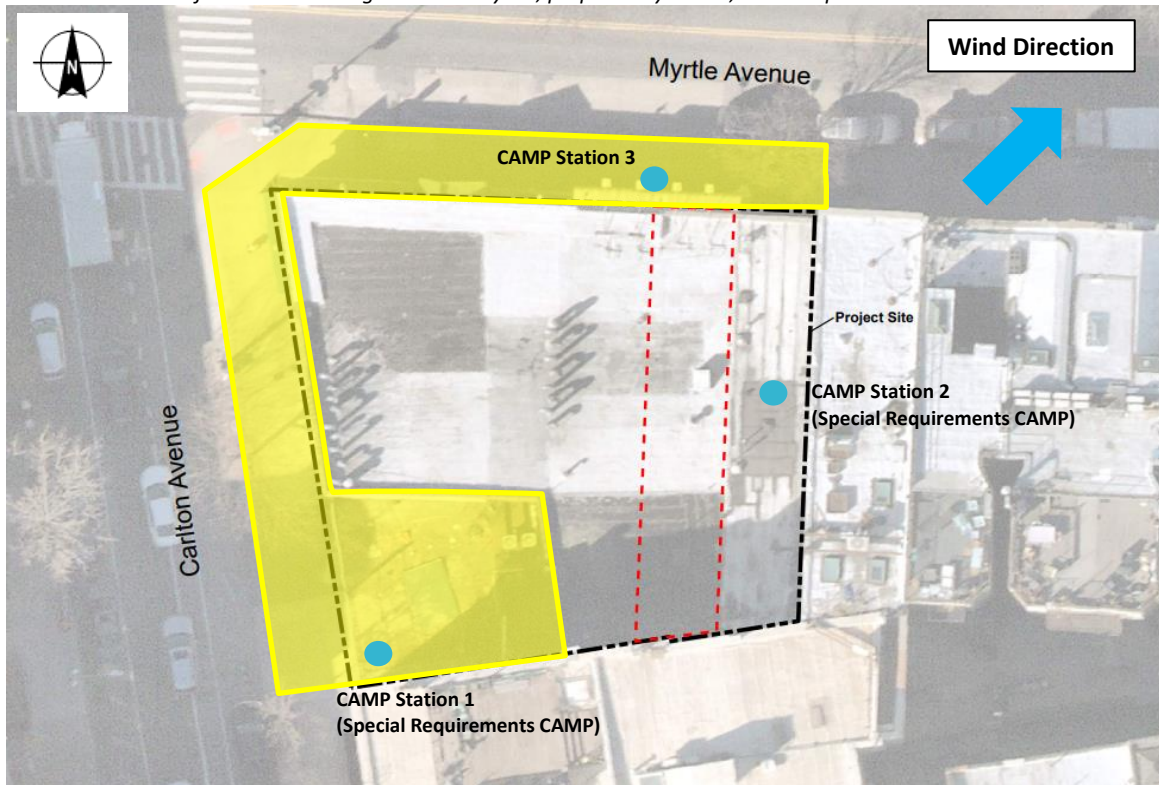 Wind Direction
N
Myrtle Avenue
CAMP Station 3
Project Site
CAMP Station 2
(Special Requirements CAMP)
Carlton Avenue
CAMP Station 1
(Special Requirements CAMP)